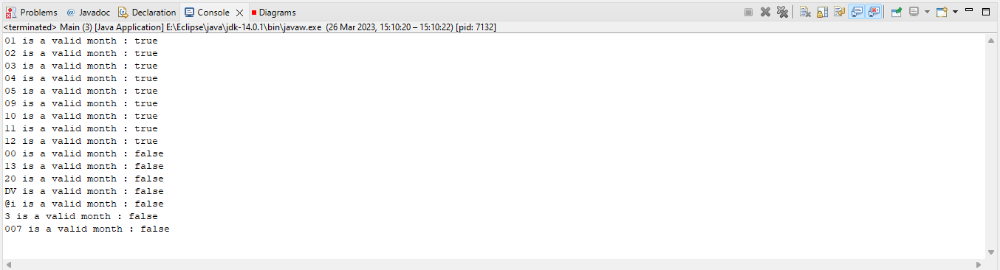 Problems @ Javadoc Declaration Console Diagrams
<terminated> Main (3) [Java Application] E:\Eclipse\java\jdk-14.0.1\bin\javaw.exe (26 Mar 2023, 15:10:20 – 15:10:22) [pid: 7132]
01 is a valid month : true
02 is a valid month : true
03 is a valid month : true
04 is a valid month : true
05 is a valid month : true
09 is a valid month : true
10 is a valid month : true
11 is a valid month : true
12 is a valid month : true
00 is a valid month : false
13 is a valid month : false
20 is a valid month : false
DV is a valid month : false
@i is a valid month : false
3 is a valid month : false
007 is a valid month : false